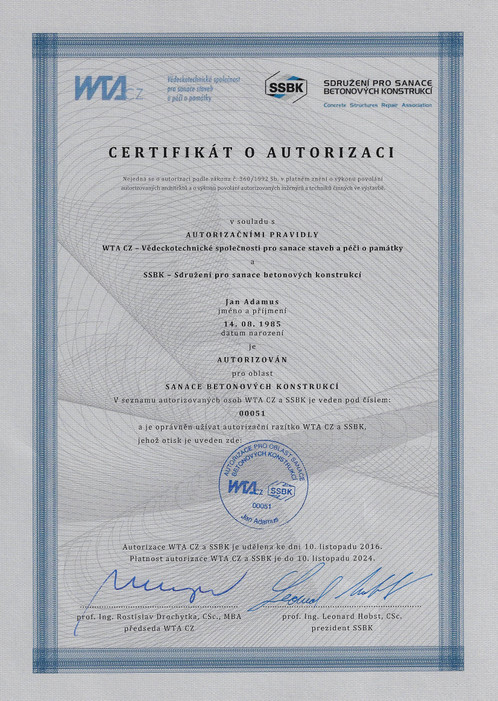 WTA CZ
Vědeckotechnická společnost
pro sanace staveb
a péči o památky
SSBK
SDRUŽENÍ PRO SANACE
BETONOVÝCH KONSTRUKCÍ
Concrete Structures Repair Association
CERTIFIKÁT O AUTORIZACI
Nejedná se o autorizaci podle zákona č. 360/1992 Sb. v platném znění o výkonu povolání
autorizovaných architektů a o výkonu povolání autorizovaných inženýrů a techniků činných ve výstavbě.
v souladu s
AUTORIZAČNÍMI PRAVIDLY
WTA CZ – Vědeckotechnické společnosti pro sanace staveb a péči o památky
a
SSBK – Sdružení pro sanace betonových konstrukcí
Jan Adamus
jméno a příjmení
14. 08. 1985
datum narození
je
AUTORIZOVÁN
pro oblast
SANACE BETONOVÝCH KONSTRUKCÍ
V seznamu autorizovaných osob WTA CZ a SSBK je veden pod číslem:
00051
a je oprávněn užívat autorizační razítko WTA CZ a SSBK,
jehož otisk je uveden zde:
AUTORIZACE PRO OBLAST SANACE
BETONOVÝCH KONSTRUKCÍ
WTA CZ SSBK
00051
Jan Adamus
Autorizace WTA CZ a SSBK je udělena ke dni 10. listopadu 2016.
Platnost autorizace WTA CZ a SSBK je do 10. listopadu 2024.
prof. Ing. Rostislav Drochytka, CSc., MBA
předseda WTA CZ
prof. Ing. Leonard Hobst, CSc.
prezident SSBK